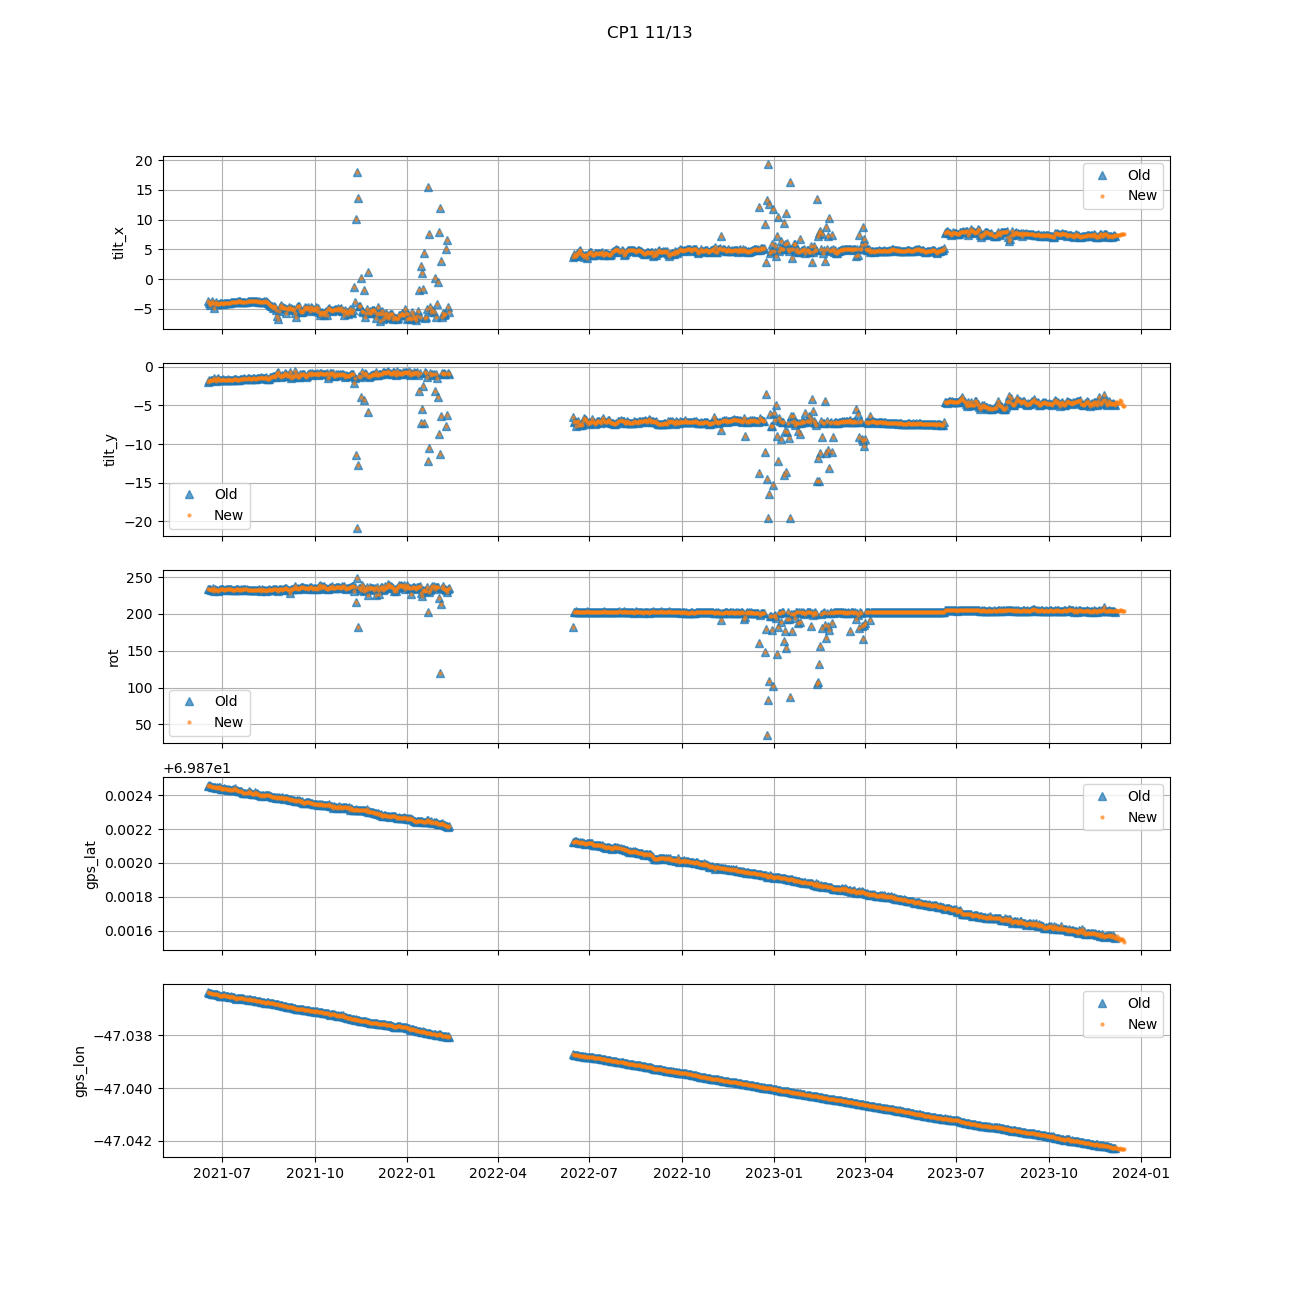 CP1 11/13
20
15
10
5
0
−5
tilt_x
Old
New
0
−5
−10
−15
−20
tilt_y
Old
New
250
200
150
100
50
rot
Old
New
+6.987e1
0.0024
0.0022
0.0020
0.0018
0.0016
gps_lat
Old
New
−47.038
−47.040
−47.042
gps_lon
Old
New
2021-07 2021-10 2022-01 2022-04 2022-07 2022-10 2023-01 2023-04 2023-07 2023-10 2024-01